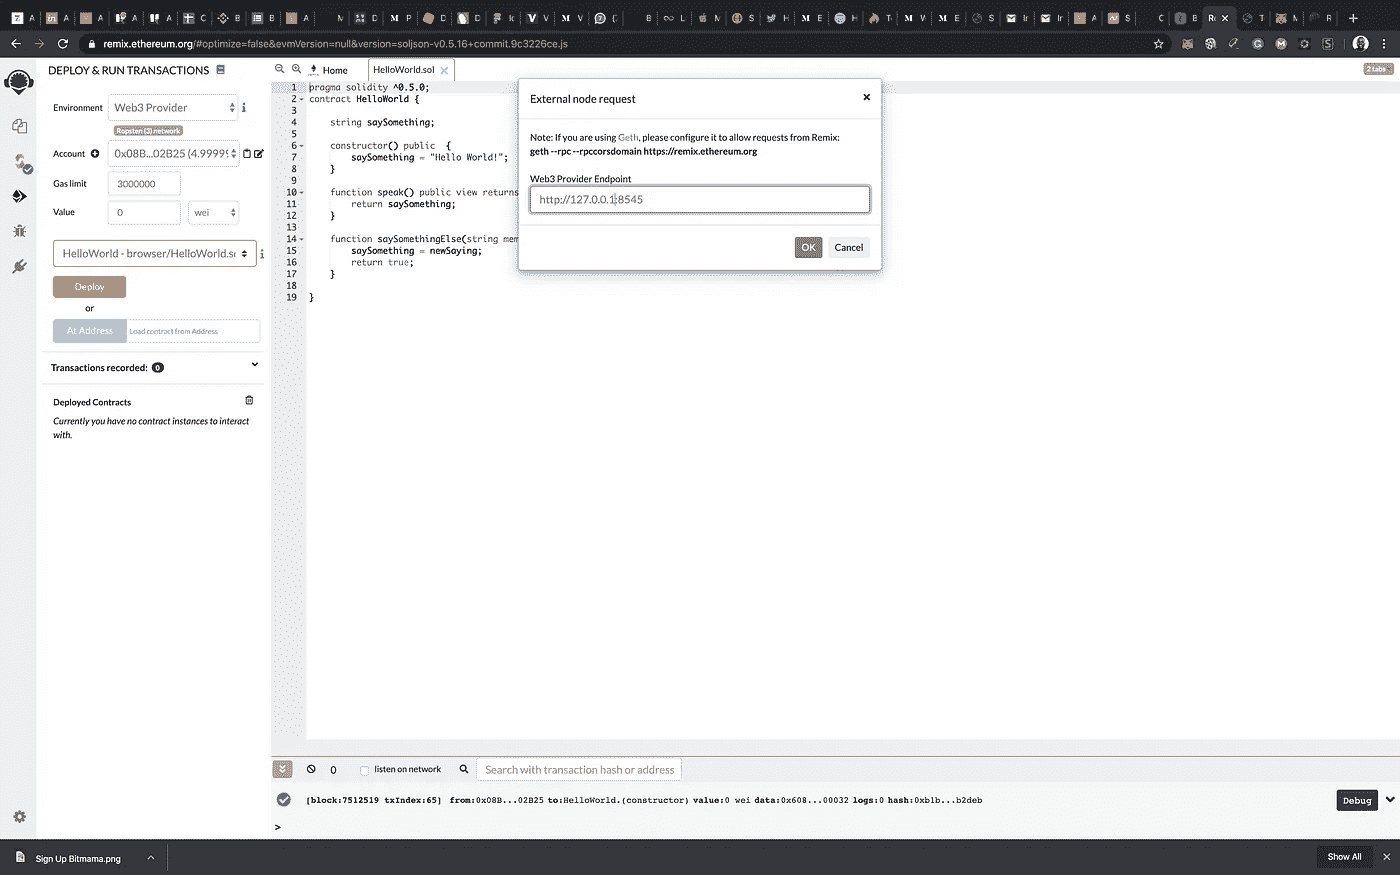 remix.ethereum.org/#optimize=false&evmVersion=null&version=soljson-v0.5.16+commit.9c3226ce.js
DEPLOY & RUN TRANSACTIONS
Environment Web3 Provider
Ropsten (3) network
Account 0x08B...02B25 (4.99999
Gas limit 3000000
Value 0 wei
HelloWorld - browser/HelloWorld.so
Deploy
or
At Address Load contract from Address
Transactions recorded: 0
Deployed Contracts
Currently you have no contract instances to interact
with.
Home HelloWorld.sol
2 tabs
1 pragma solidity ^0.5.0;
2 contract HelloWorld {
3
4 string saySomething;
5
6 constructor() public {
7 saySomething = "Hello World!";
8 }
9
10 function speak() public view returns
11 return saySomething;
12 }
13
14 function saySomethingElse(string mem
15 saySomething = newSaying;
16 return true;
17 }
18
19 }
External node request
Note: If you are using Geth, please configure it to allow requests from Remix:
geth --rpc --rpccorsdomain https://remix.ethereum.org
Web3 Provider Endpoint
http://127.0.0.1:8545
OK Cancel
0 listen on network Search with transaction hash or address
[block:7512519 txIndex:65] from:0x08B...02B25 to:HelloWorld.(constructor) value:0 wei data:0x608...00032 logs:0 hash:0xb1b...b2deb
Debug
>
Sign Up Bitmama.png
Show All